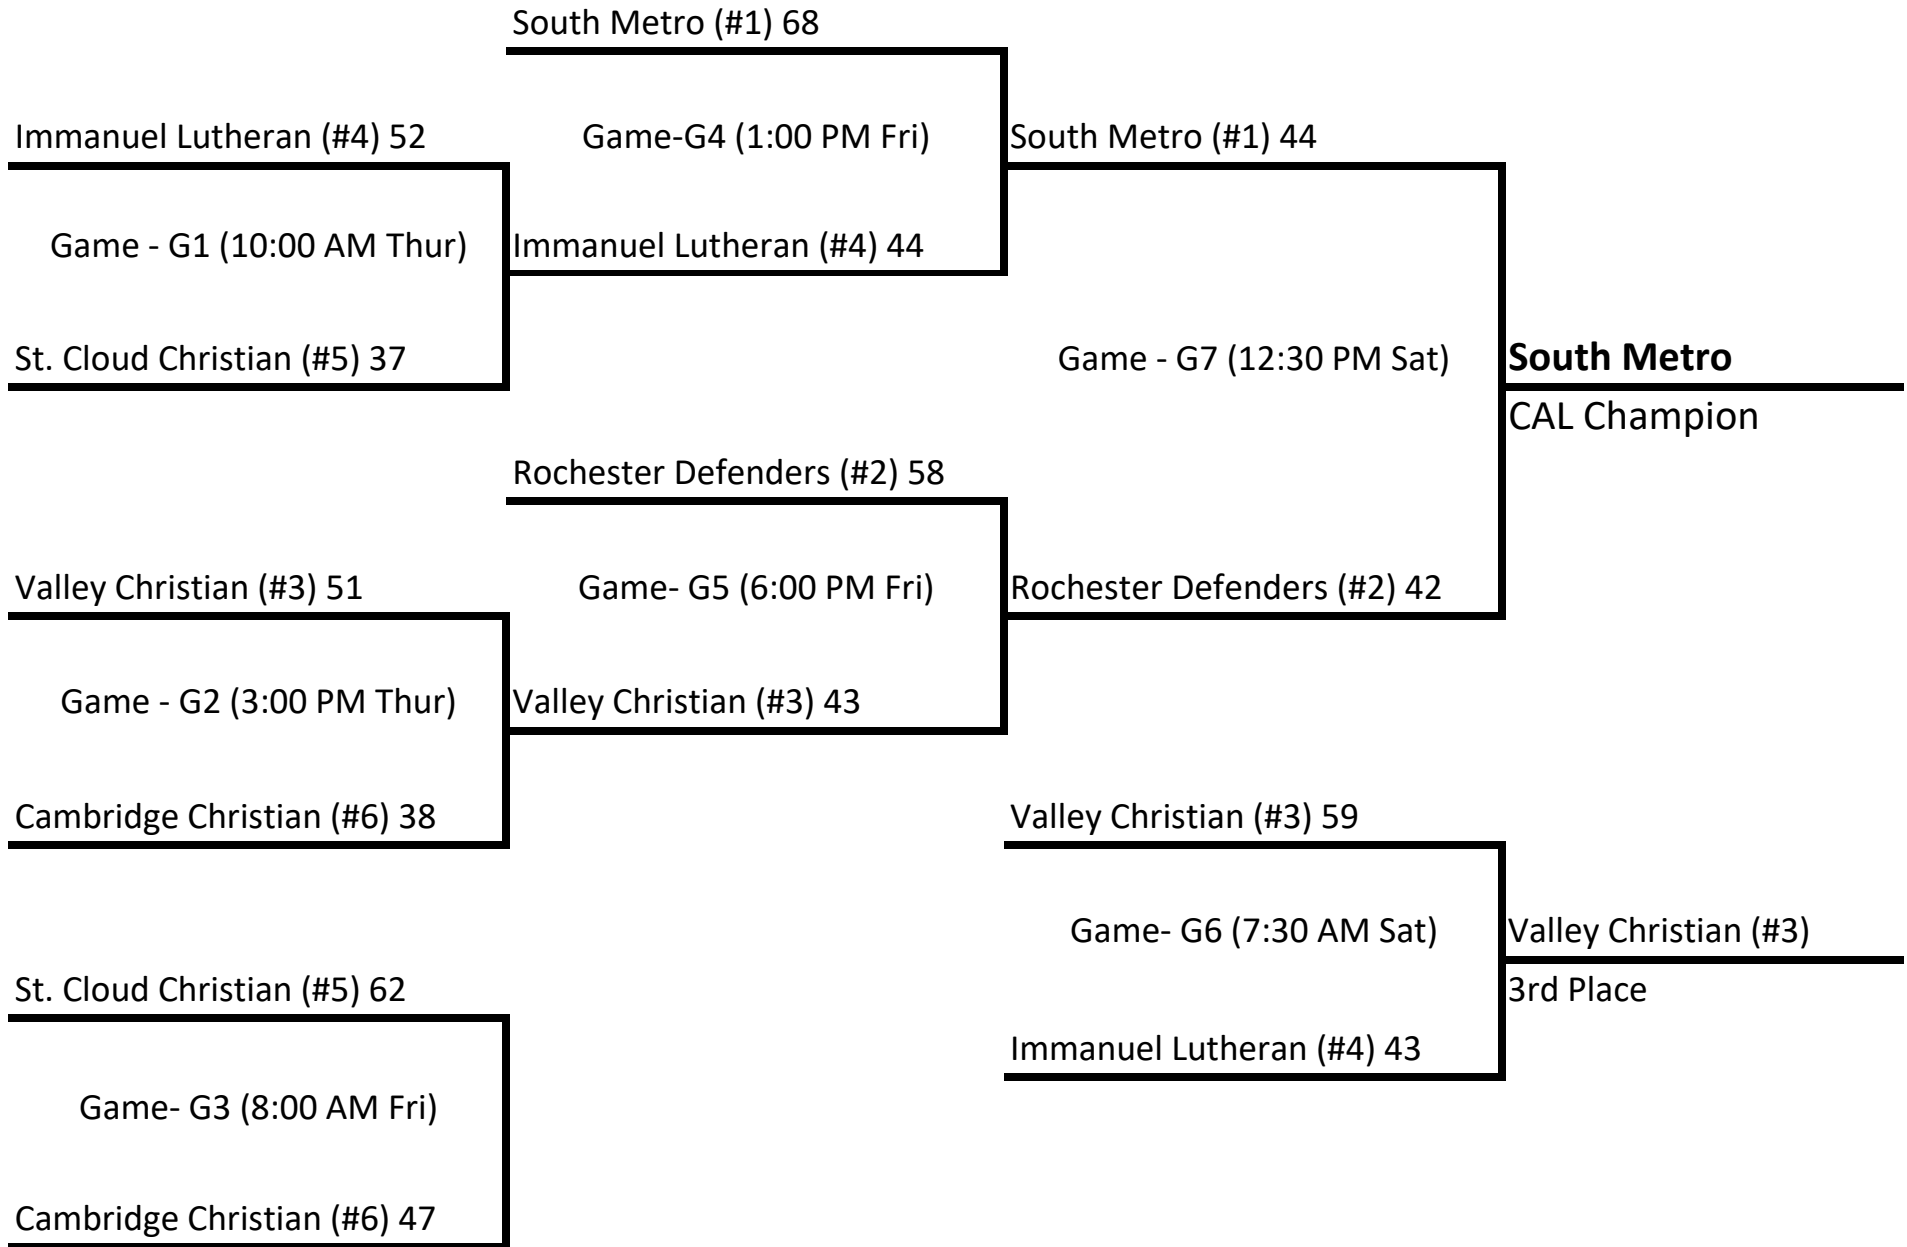 South Metro (#1) 68
Immanuel Lutheran (#4) 52
Game-G4 (1:00 PM Fri)
South Metro (#1) 44
Game - G1 (10:00 AM Thur)
Immanuel Lutheran (#4) 44
St. Cloud Christian (#5) 37
Game - G7 (12:30 PM Sat)
South Metro
CAL Champion
Rochester Defenders (#2) 58
Valley Christian (#3) 51
Game- G5 (6:00 PM Fri)
Rochester Defenders (#2) 42
Game - G2 (3:00 PM Thur)
Valley Christian (#3) 43
Cambridge Christian (#6) 38
Valley Christian (#3) 59
Game- G6 (7:30 AM Sat)
Valley Christian (#3)
St. Cloud Christian (#5) 62
3rd Place
Immanuel Lutheran (#4) 43
Game- G3 (8:00 AM Fri)
Cambridge Christian (#6) 47